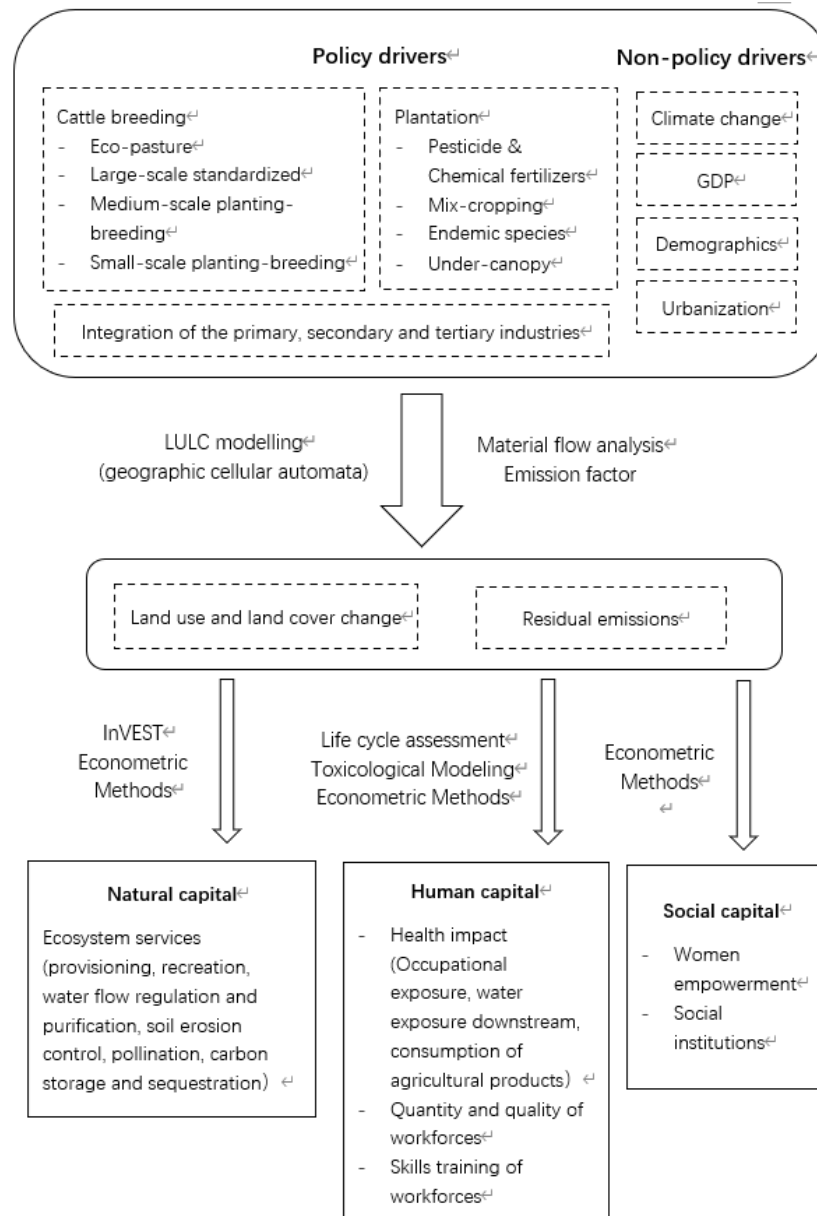 Policy drivers
Non-policy drivers
Cattle breeding
- Eco-pasture
- Large-scale standardized
- Medium-scale planting-
breeding
- Small-scale planting-breeding
Plantation
- Pesticide &
Chemical fertilizers
- Mix-cropping
- Endemic species
- Under-canopy
Climate change
GDP
Demographics
Urbanization
Integration of the primary, secondary and tertiary industries
LULC modelling
(geographic cellular automata)
Material flow analysis
Emission factor
Land use and land cover change
Residual emissions
InVEST
Econometric
Methods
Life cycle assessment
Toxicological Modeling
Econometric Methods
Econometric
Methods
Natural capital
Ecosystem services
(provisioning, recreation,
water flow regulation and
purification, soil erosion
control, pollination, carbon
storage and sequestration)
Human capital
- Health impact
(Occupational
exposure, water
exposure downstream,
consumption of
agricultural products)
- Quantity and quality of
workforces
- Skills training of
workforces
Social capital
- Women
empowerment
- Social
institutions